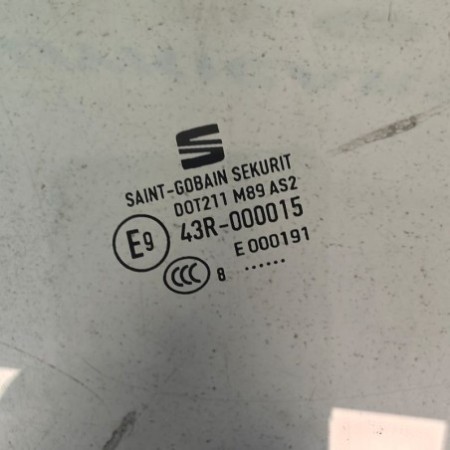 SAINT-GOBAIN SEKURIT
DOT211 M89 AS2
E9 43R-000015
E 000191
CCC 8 ......